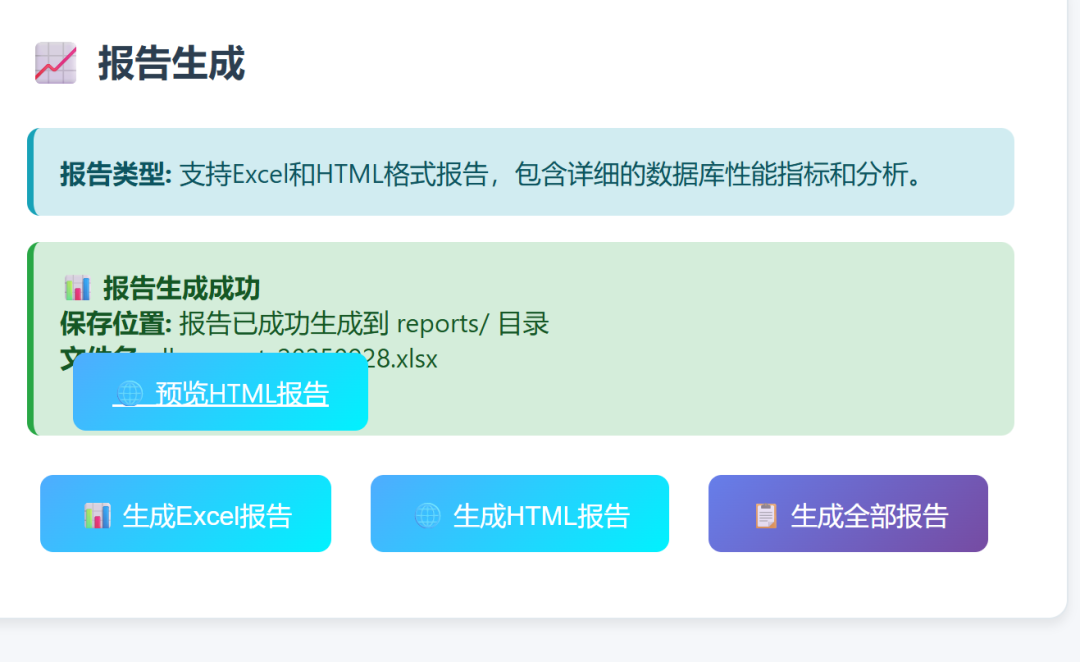 报告生成
报告类型: 支持Excel和HTML格式报告，包含详细的数据库性能指标和分析。
报告生成成功
保存位置: 报告已成功生成到 reports/ 目录
文件名 28.xlsx
预览HTML报告
生成Excel报告
生成HTML报告
生成全部报告